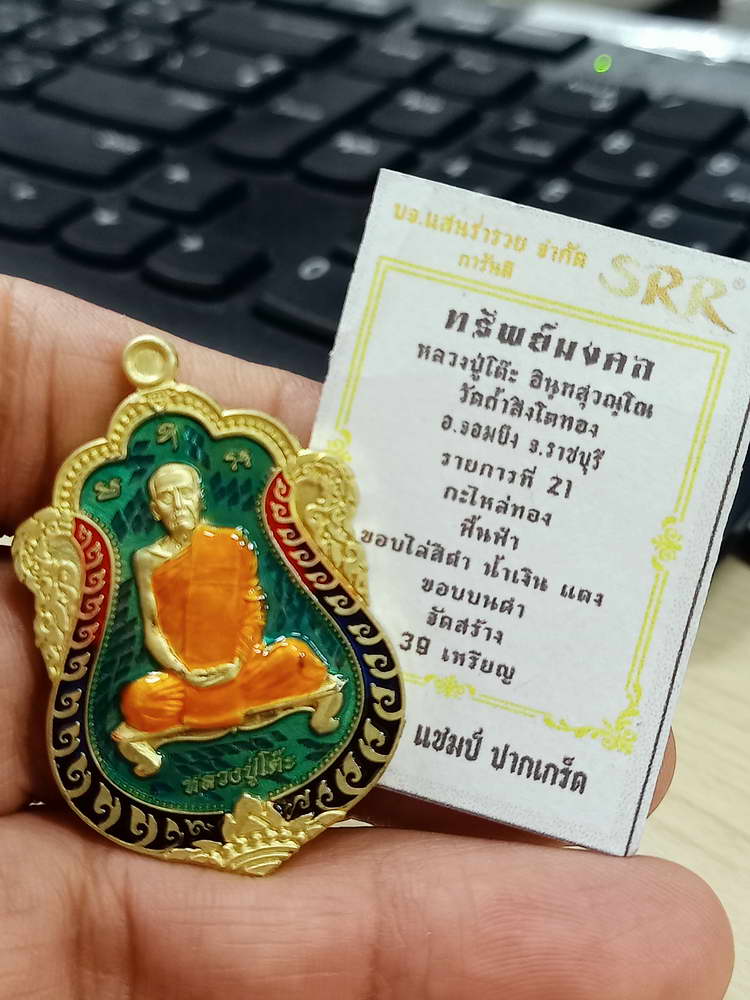 บจ.แสนร่ำรวย จำกัด
การันตี
SRR
ทรัพย์มงคล
หลวงปู่โต๊ะ อินฺทสุวณฺโณ
วัดถ้ำสิงโตทอง
อ.จอมบึง จ.ราชบุรี
รายการที่ 21
กะไหล่ทอง
พื้นฟ้า
ขอบไล่สีดำ น้ำเงิน แดง
ขอบบนดำ
จัดสร้าง
39 เหรียญ
แชมป์ ปากเกร็ด
หลวงปู่โต๊ะ